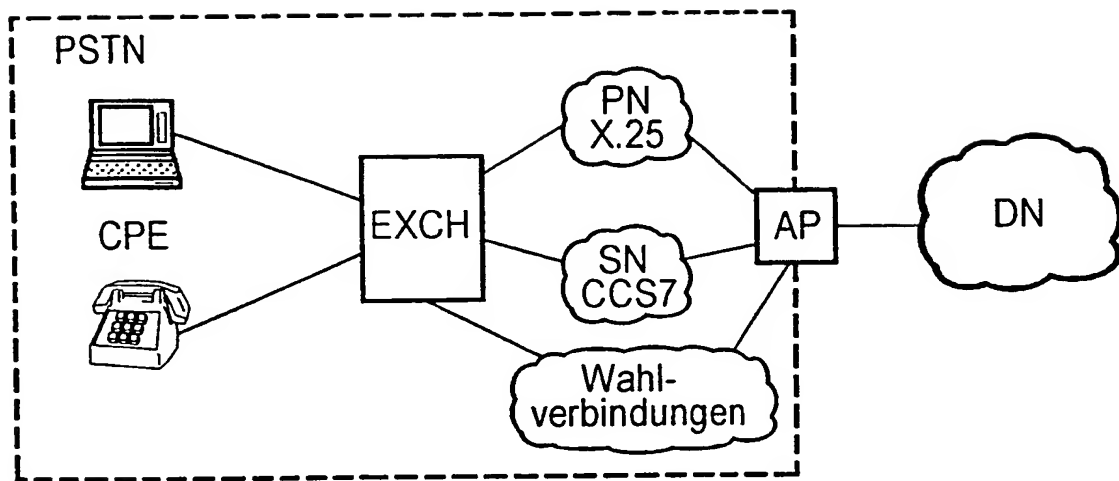 PSTN
CPE
EXCH
PN
X.25
SN
CCS7
Wahl-
verbindungen
AP
DN